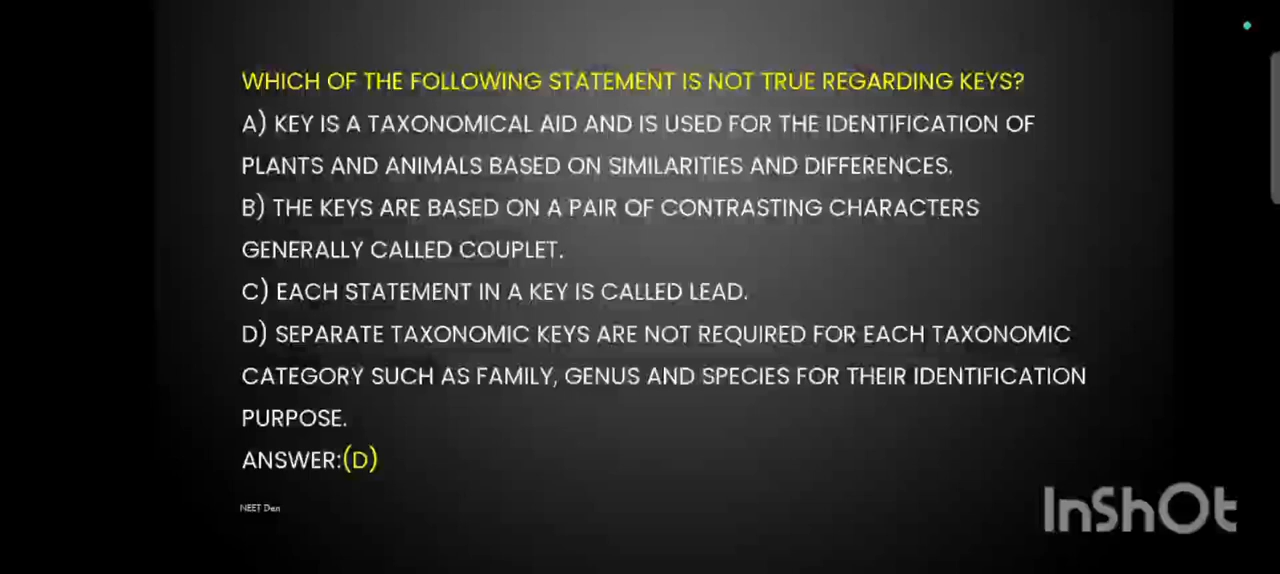 WHICH OF THE FOLLOWING STATEMENT IS NOT TRUE REGARDING KEYS?
A) KEY IS A TAXONOMICAL AID AND IS USED FOR THE IDENTIFICATION OF
PLANTS AND ANIMALS BASED ON SIMILARITIES AND DIFFERENCES.
B) THE KEYS ARE BASED ON A PAIR OF CONTRASTING CHARACTERS
GENERALLY CALLED COUPLET.
C) EACH STATEMENT IN A KEY IS CALLED LEAD.
D) SEPARATE TAXONOMIC KEYS ARE NOT REQUIRED FOR EACH TAXONOMIC
CATEGORY SUCH AS FAMILY, GENUS AND SPECIES FOR THEIR IDENTIFICATION
PURPOSE.
ANSWER:(D)
NEET Den
InShOt